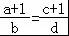 a+1/b = c+1/d